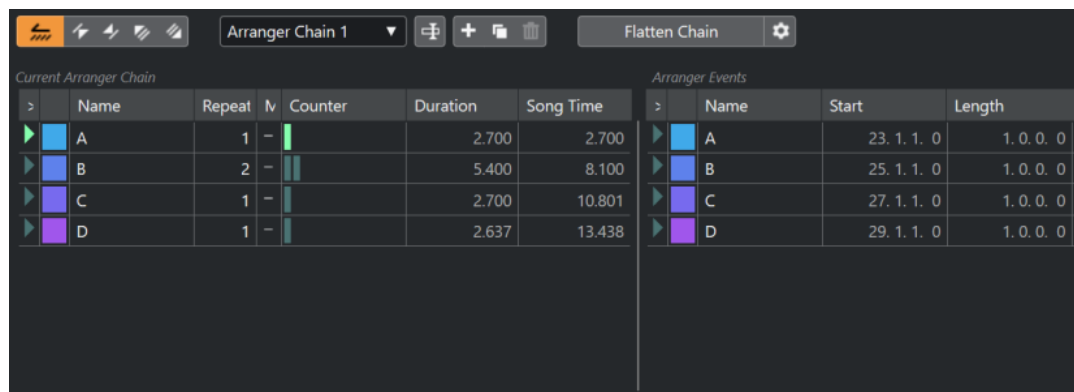 Arranger Chain 1 Flatten Chain
Current Arranger Chain Arranger Events
Name Repeat M Counter Duration Song Time Name Start Length
A 1 – 2.700 2.700 A 23. 1. 1. 0 1. 0. 0. 0
B 2 – 5.400 8.100 B 25. 1. 1. 0 1. 0. 0. 0
C 1 – 2.700 10.801 C 27. 1. 1. 0 1. 0. 0. 0
D 1 – 2.637 13.438 D 29. 1. 1. 0 1. 0. 0. 0